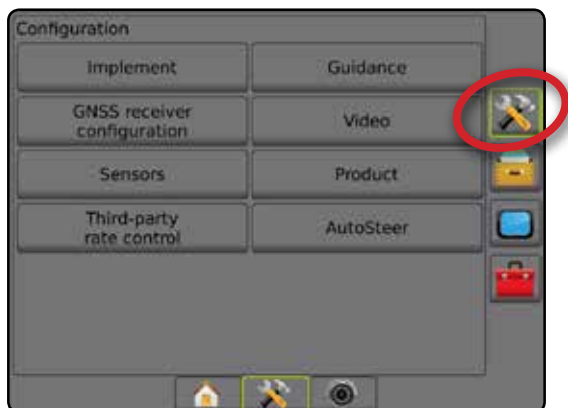 Configuration
Implement
Guidance
GNSS receiver
configuration
Video
Sensors
Product
Third-party
rate control
AutoSteer